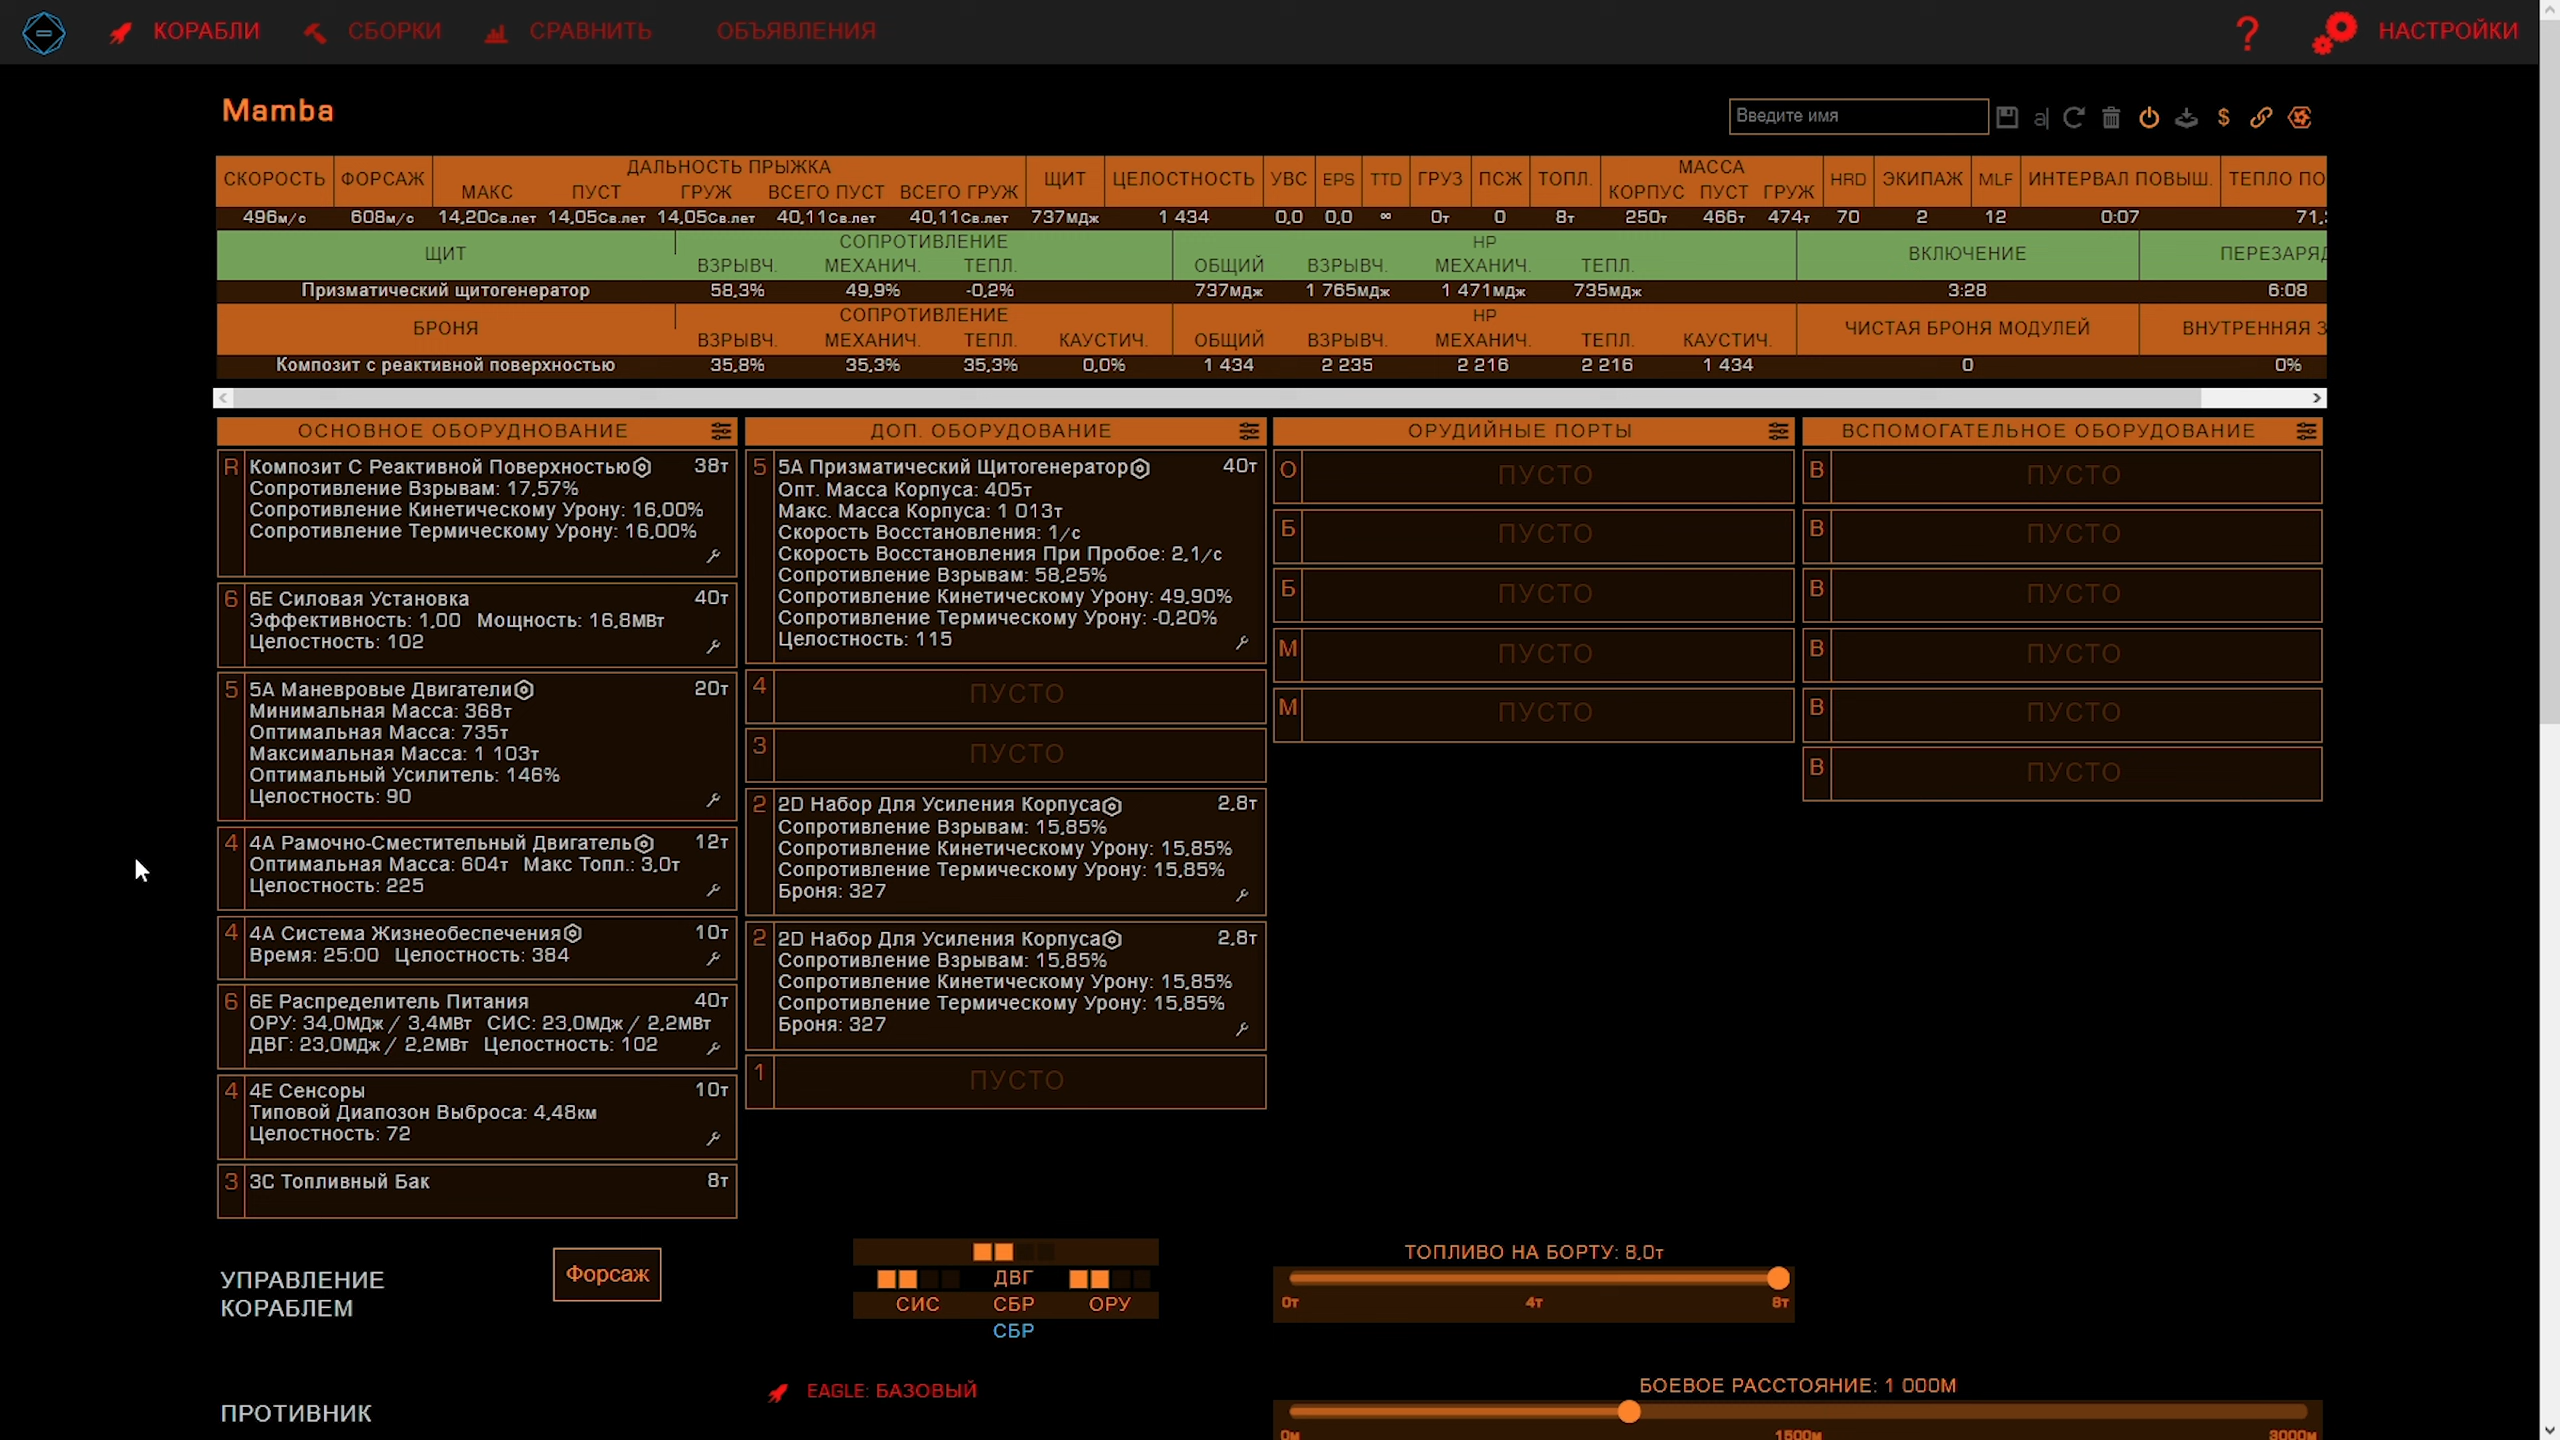 КОРАБЛИ СБОРКИ СРАВНИТЬ ОБЪЯВЛЕНИЯ ? НАСТРОЙКИ
Mamba
Введите имя
СКОРОСТЬ ФОРСАЖ ДАЛЬНОСТЬ ПРЫЖКА ЩИТ ЦЕЛОСТНОСТЬ УВС EPS TTD ГРУЗ ПСЖ ТОПЛ. МАССА HRD ЭКИПАЖ MLF ИНТЕРВАЛ ПОВЫШ. ТЕПЛО ПО
МАКС ПУСТ ГРУЖ ВСЕГО ПУСТ ВСЕГО ГРУЖ КОРПУС ПУСТ ГРУЖ
496м/с 608м/с 14,20Св.лет 14,05Св.лет 14,05Св.лет 40,11Св.лет 40,11Св.лет 737МДж 1 434 0,0 0,0 ∞ 0т 0 8т 250т 466т 474т 70 2 12 0:07 71,
ЩИТ СОПРОТИВЛЕНИЕ HP ВКЛЮЧЕНИЕ ПЕРЕЗАРЯД
ВЗРЫВЧ. МЕХАНИЧ. ТЕПЛ. ОБЩИЙ ВЗРЫВЧ. МЕХАНИЧ. ТЕПЛ.
Призматический щитогенератор 58,3% 49,9% -0,2% 737МДж 1 765МДж 1 471МДж 735МДж 3:28 6:08
БРОНЯ СОПРОТИВЛЕНИЕ HP ЧИСТАЯ БРОНЯ МОДУЛЕЙ ВНУТРЕННЯЯ З
ВЗРЫВЧ. МЕХАНИЧ. ТЕПЛ. КАУСТИЧ. ОБЩИЙ ВЗРЫВЧ. МЕХАНИЧ. ТЕПЛ. КАУСТИЧ.
Композит с реактивной поверхностью 35,8% 35,3% 35,3% 0,0% 1 434 2 235 2 216 2 216 1 434 0 0%
ОСНОВНОЕ ОБОРУДНОВАНИЕ
R Композит С Реактивной Поверхностью 38т
Сопротивление Взрывам: 17,57%
Сопротивление Кинетическому Урону: 16,00%
Сопротивление Термическому Урону: 16,00%
6 6E Силовая Установка 40т
Эффективность: 1,00 Мощность: 16,8МВт
Целостность: 102
5 5A Маневровые Двигатели 20т
Минимальная Масса: 368т
Оптимальная Масса: 735т
Максимальная Масса: 1 103т
Оптимальный Усилитель: 146%
Целостность: 90
4 4A Рамочно-Сместительный Двигатель 12т
Оптимальная Масса: 604т Макс Топл.: 3,0т
Целостность: 225
4 4A Система Жизнеобеспечения 10т
Время: 25:00 Целостность: 384
6 6E Распределитель Питания 40т
ОРУ: 34,0МДж / 3,4МВт СИС: 23,0МДж / 2,2МВт
ДВГ: 23,0МДж / 2,2МВт Целостность: 102
4 4E Сенсоры 10т
Типовой Диапозон Выброса: 4,48км
Целостность: 72
3 3C Топливный Бак 8т
ДОП. ОБОРУДОВАНИЕ
5 5A Призматический Щитогенератор 40т
Опт. Масса Корпуса: 405т
Макс. Масса Корпуса: 1 013т
Скорость Восстановления: 1/с
Скорость Восстановления При Пробое: 2,1/с
Сопротивление Взрывам: 58,25%
Сопротивление Кинетическому Урону: 49,90%
Сопротивление Термическому Урону: -0,20%
Целостность: 115
4 ПУСТО
3 ПУСТО
2 2D Набор Для Усиления Корпуса 2,8т
Сопротивление Взрывам: 15,85%
Сопротивление Кинетическому Урону: 15,85%
Сопротивление Термическому Урону: 15,85%
Броня: 327
2 2D Набор Для Усиления Корпуса 2,8т
Сопротивление Взрывам: 15,85%
Сопротивление Кинетическому Урону: 15,85%
Сопротивление Термическому Урону: 15,85%
Броня: 327
1 ПУСТО
ОРУДИЙНЫЕ ПОРТЫ
О ПУСТО
Б ПУСТО
Б ПУСТО
М ПУСТО
М ПУСТО
ВСПОМОГАТЕЛЬНОЕ ОБОРУДОВАНИЕ
В ПУСТО
В ПУСТО
В ПУСТО
В ПУСТО
В ПУСТО
В ПУСТО
УПРАВЛЕНИЕ
КОРАБЛЕМ
Форсаж
ДВГ
СИС СБР ОРУ
СБР
ТОПЛИВО НА БОРТУ: 8,0т
0т 4т 8т
ПРОТИВНИК
EAGLE: БАЗОВЫЙ
БОЕВОЕ РАССТОЯНИЕ: 1 000М
0м 1500м 3000м